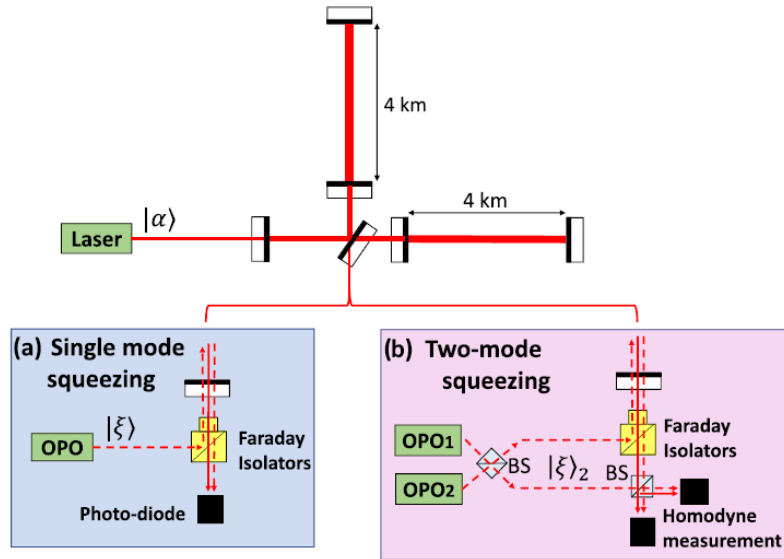 4 km
4 km
Laser
|α⟩
(a) Single mode
squeezing
OPO
|ξ⟩
Faraday
Isolators
Photo-diode
(b) Two-mode
squeezing
OPO1
OPO2
BS
|ξ⟩₂
BS
Faraday
Isolators
Homodyne
measurement